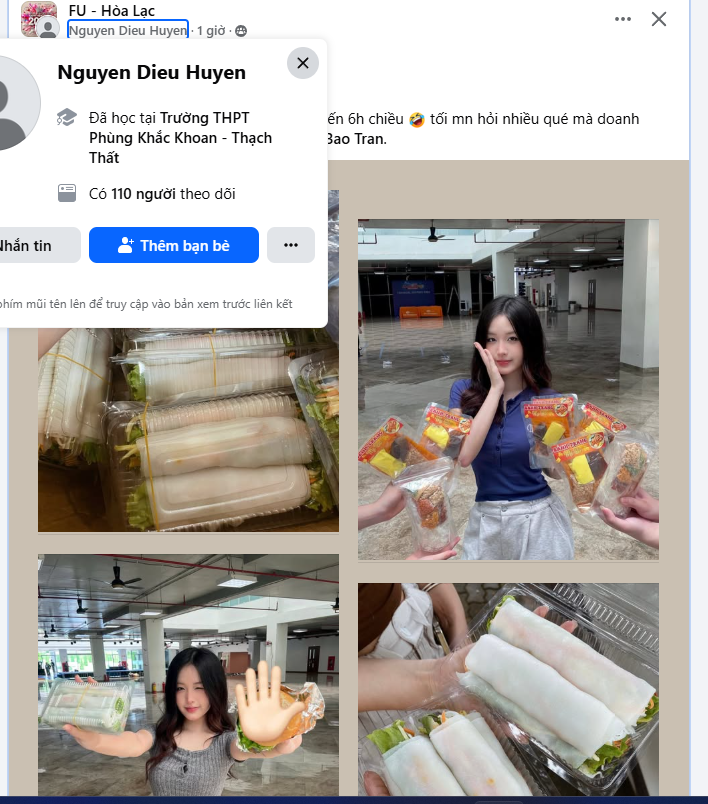 FU - Hòa Lạc
Nguyen Dieu Huyen · 1 giờ ·
Nguyen Dieu Huyen
Đã học tại Trường THPT
Phùng Khắc Khoan - Thạch
Thất
Có 110 người theo dõi
Nhắn tin
Thêm bạn bè
phím mũi tên lên để truy cập vào bản xem trước liên kết
ến 6h chiều 🤣 tối mn hỏi nhiều qué mà doanh
Bao Tran.